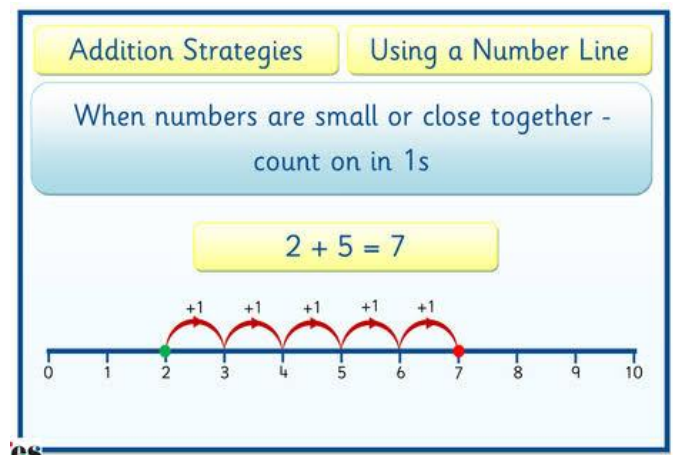 Addition Strategies
Using a Number Line
When numbers are small or close together -
count on in 1s
2 + 5 = 7
+1 +1 +1 +1 +1
0 1 2 3 4 5 6 7 8 9 10